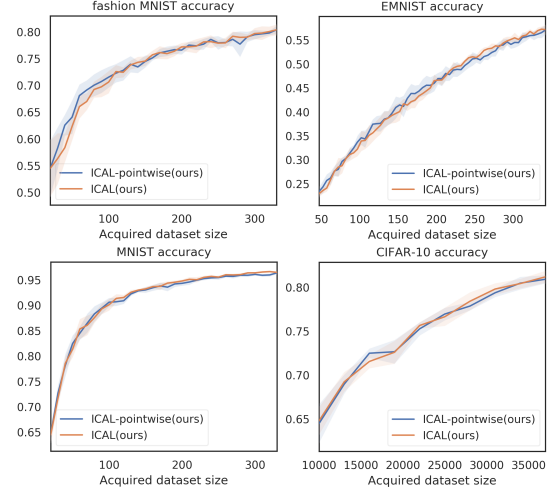 fashion MNIST accuracy
0.80
0.75
0.70
0.65
0.60
0.55
0.50
ICAL-pointwise(ours)
ICAL(ours)
100 200 300
Acquired dataset size
EMNIST accuracy
0.55
0.50
0.45
0.40
0.35
0.30
0.25
ICAL-pointwise(ours)
ICAL(ours)
50 100 150 200 250 300
Acquired dataset size
MNIST accuracy
0.95
0.90
0.85
0.80
0.75
0.70
0.65
ICAL-pointwise(ours)
ICAL(ours)
100 200 300
Acquired dataset size
CIFAR-10 accuracy
0.80
0.75
0.70
0.65
ICAL-pointwise(ours)
ICAL(ours)
10000 15000 20000 25000 30000 35000
Acquired dataset size